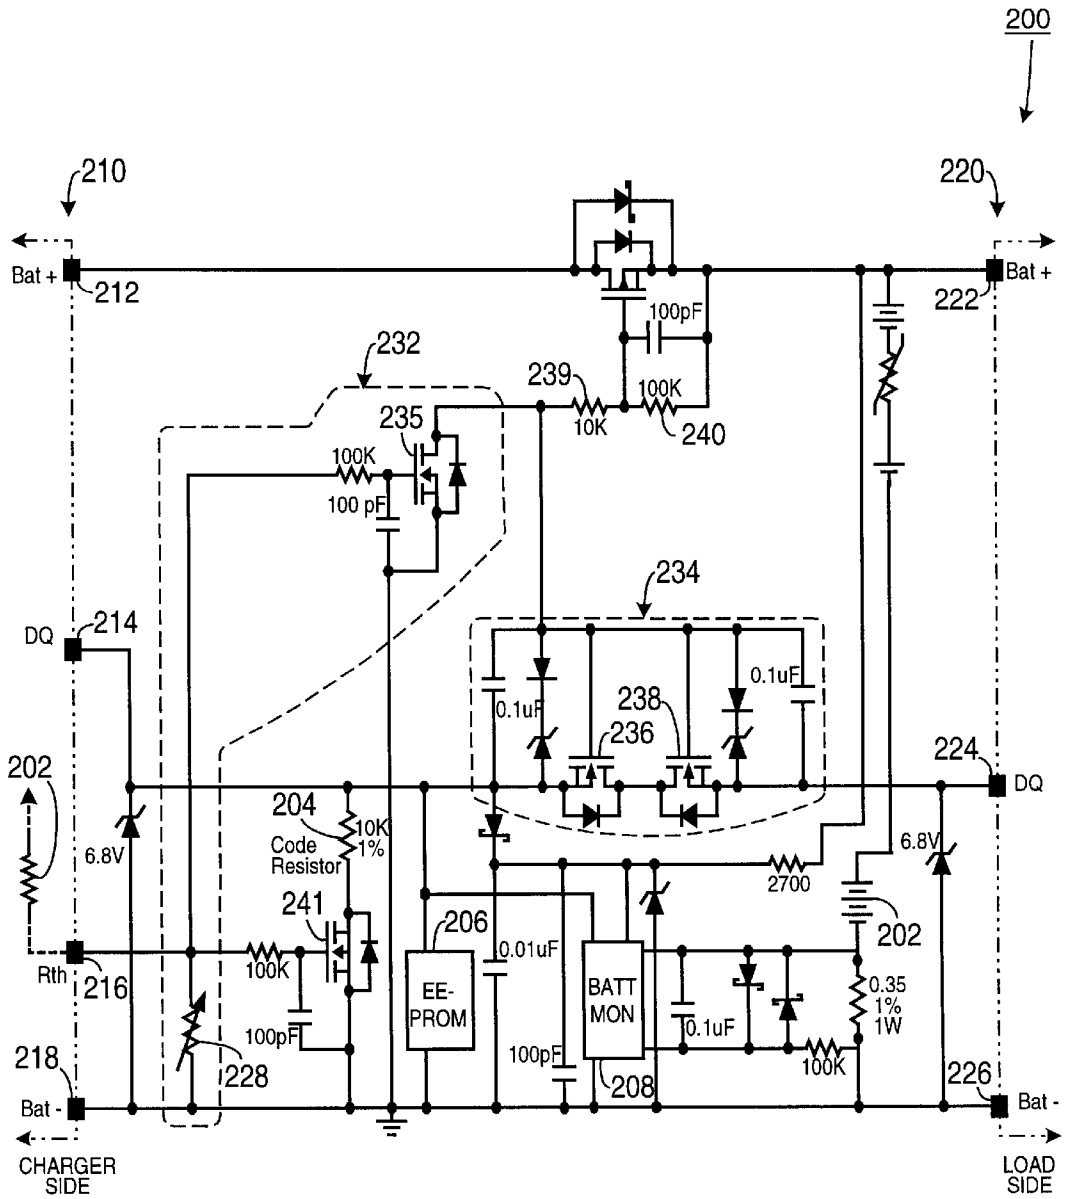 200
210
220
Bat +
212
Bat +
222
100pF
232
239
100K
10K
240
235
100K
100 pF
DQ
214
234
0.1uF
238
236
0.1uF
224
DQ
202
204
10K
1%
Code
Resistor
6.8V
6.8V
2700
241
206
0.01uF
202
Rth
216
100K
EE-
PROM
BATT
MON
0.35
1%
1W
100pF
0.1uF
218
228
100pF
208
100K
226
Bat -
Bat -
CHARGER
SIDE
LOAD
SIDE